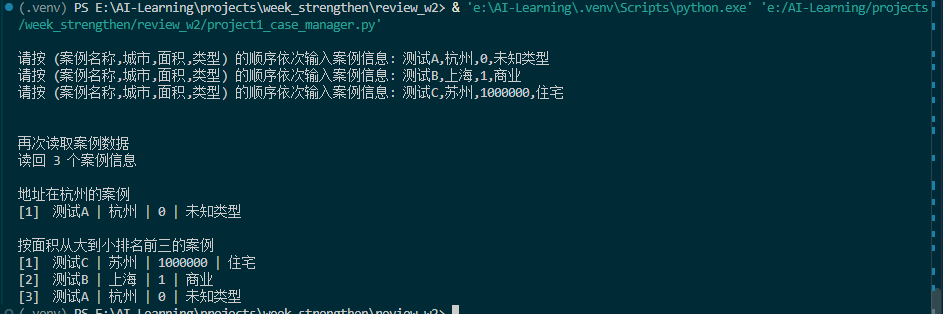 (.venv) PS E:\AI-Learning\projects\week_strengthen\review_w2> & 'e:\AI-Learning\.venv\Scripts\python.exe' 'e:/AI-Learning/projects
/week_strengthen/review_w2/project1_case_manager.py'
请按 (案例名称,城市,面积,类型) 的顺序依次输入案例信息: 测试A,杭州,0,未知类型
请按 (案例名称,城市,面积,类型) 的顺序依次输入案例信息: 测试B,上海,1,商业
请按 (案例名称,城市,面积,类型) 的顺序依次输入案例信息: 测试C,苏州,1000000,住宅
再次读取案例数据
读回 3 个案例信息
地址在杭州的案例
[1] 测试A | 杭州 | 0 | 未知类型
按面积从大到小排名前三的案例
[1] 测试C | 苏州 | 1000000 | 住宅
[2] 测试B | 上海 | 1 | 商业
[3] 测试A | 杭州 | 0 | 未知类型
(.venv) PS E:\AI-Learning\projects\week_strengthen\review_w2>